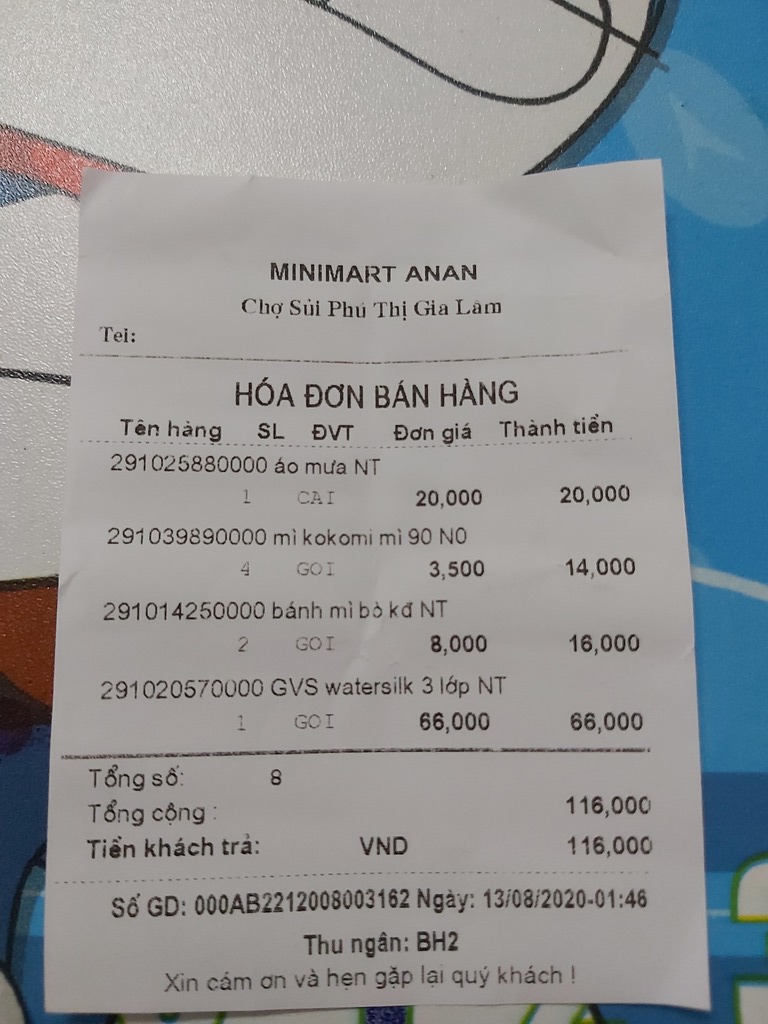 MINIMART ANAN
Chợ Sủi Phú Thị Gia Lâm
Tei:
HÓA ĐƠN BÁN HÀNG
Tên hàng SL ĐVT Đơn giá Thành tiền
291025880000 áo mưa NT
1 CAI 20,000 20,000
291039890000 mì kokomi mì 90 N0
4 GOI 3,500 14,000
291014250000 bánh mì bò kđ NT
2 GOI 8,000 16,000
291020570000 GVS watersilk 3 lớp NT
1 GOI 66,000 66,000
Tổng số: 8
Tổng cộng : 116,000
Tiền khách trả: VND 116,000
Số GD: 000AB2212008003162 Ngày: 13/08/2020-01:46
Thu ngân: BH2
Xin cám ơn và hẹn gặp lại quý khách !